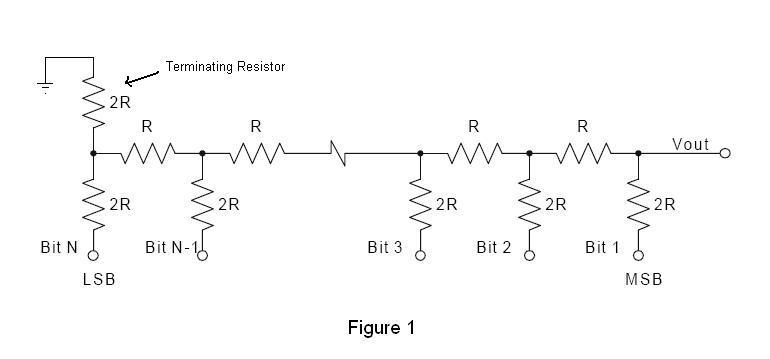 Terminating Resistor
2R
R R R R
Vout
2R 2R 2R 2R 2R
Bit N Bit N-1 Bit 3 Bit 2 Bit 1
LSB MSB
Figure 1